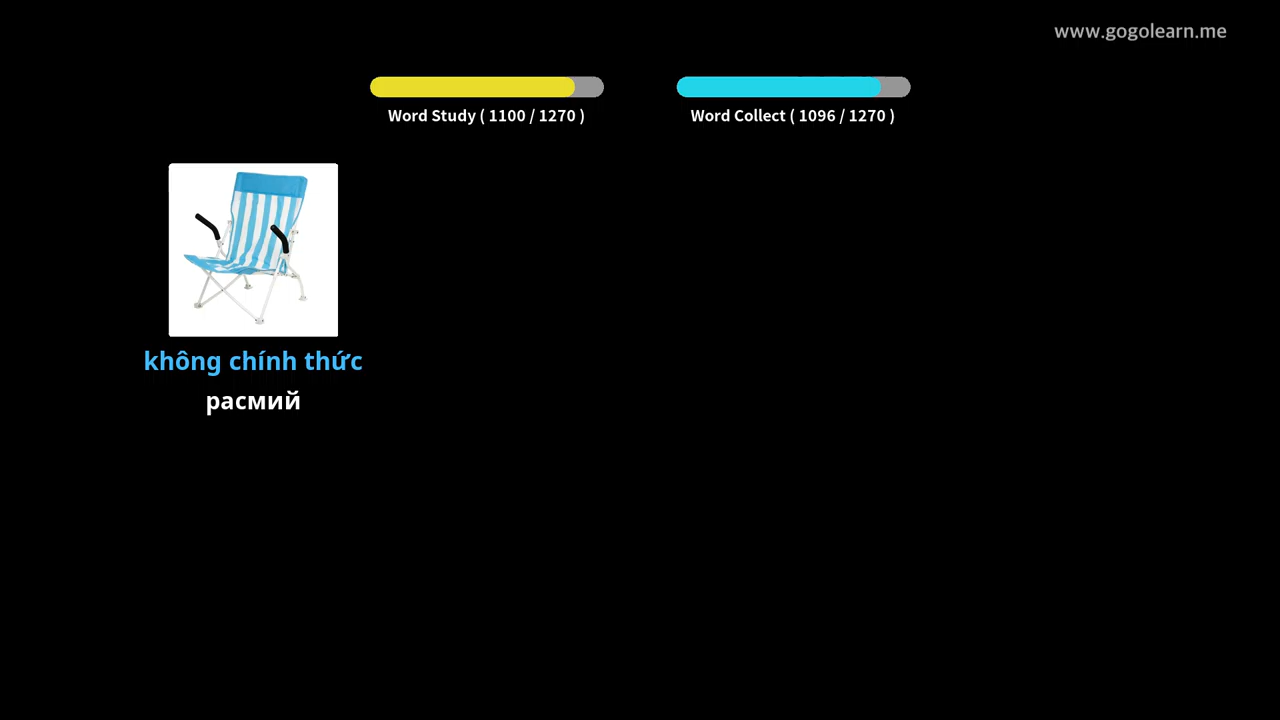 www.gogolearn.me
Word Study ( 1100 / 1270 )
Word Collect ( 1096 / 1270 )
không chính thức
расмий